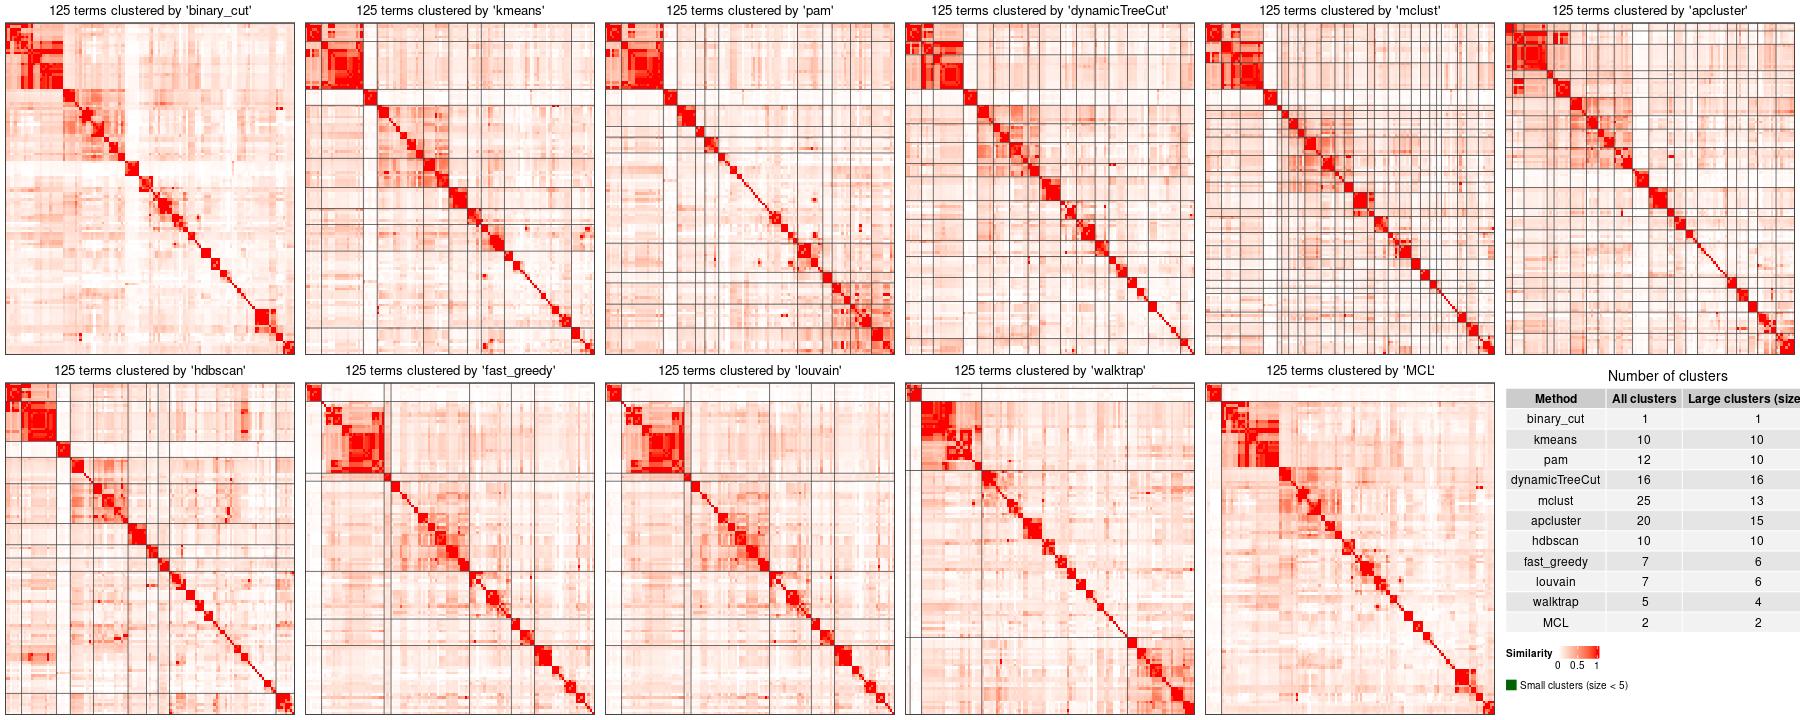 125 terms clustered by 'binary_cut'
125 terms clustered by 'kmeans'
125 terms clustered by 'pam'
125 terms clustered by 'dynamicTreeCut'
125 terms clustered by 'mclust'
125 terms clustered by 'apcluster'
125 terms clustered by 'hdbscan'
125 terms clustered by 'fast_greedy'
125 terms clustered by 'louvain'
125 terms clustered by 'walktrap'
125 terms clustered by 'MCL'
Number of clusters
Method All clusters Large clusters (size
binary_cut 1 1
kmeans 10 10
pam 12 10
dynamicTreeCut 16 16
mclust 25 13
apcluster 20 15
hdbscan 10 10
fast_greedy 7 6
louvain 7 6
walktrap 5 4
MCL 2 2
Similarity
0 0.5 1
Small clusters (size < 5)